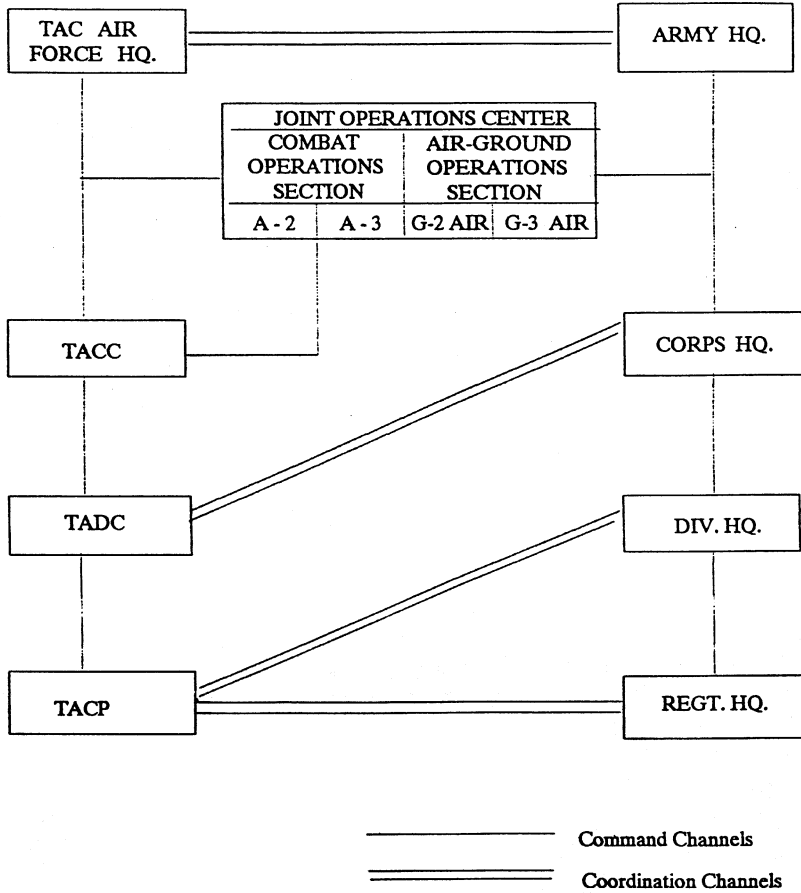 TAC AIR
FORCE HQ.
ARMY HQ.
JOINT OPERATIONS CENTER
COMBAT
OPERATIONS
SECTION
AIR-GROUND
OPERATIONS
SECTION
A - 2
A - 3
G-2 AIR
G-3 AIR
TACC
CORPS HQ.
TADC
DIV. HQ.
TACP
REGT. HQ.
Command Channels
Coordination Channels